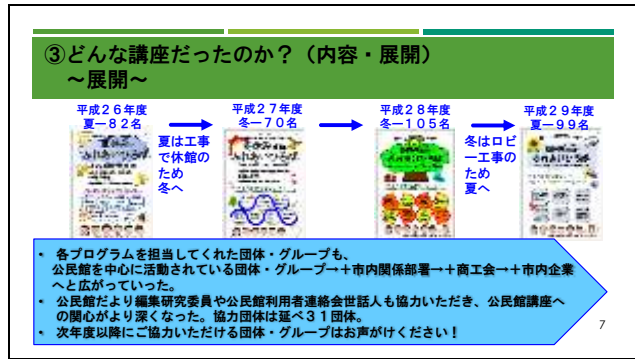 ③どんな講座だったのか？（内容・展開）
～展開～
平成２６年度
夏ー８２名
夏は工事
で休館の
ため
冬へ
平成２７年度
冬ー７０名
平成２８年度
冬ー１０５名
冬はロビ
ー工事の
ため
夏へ
平成２９年度
夏ー９９名
ふれあいひろば
• 各プログラムを担当してくれた団体・グループも、
公民館を中心に活動されている団体・グループ→＋市内関係部署→＋商工会→＋市内企業
へと広がっていった。
• 公民館だより編集研究委員や公民館利用者連絡会世話人も協力いただき、公民館講座へ
の関心がより深くなった。協力団体は延べ３１団体。
• 次年度以降にご協力いただける団体・グループはお声がけください！
7